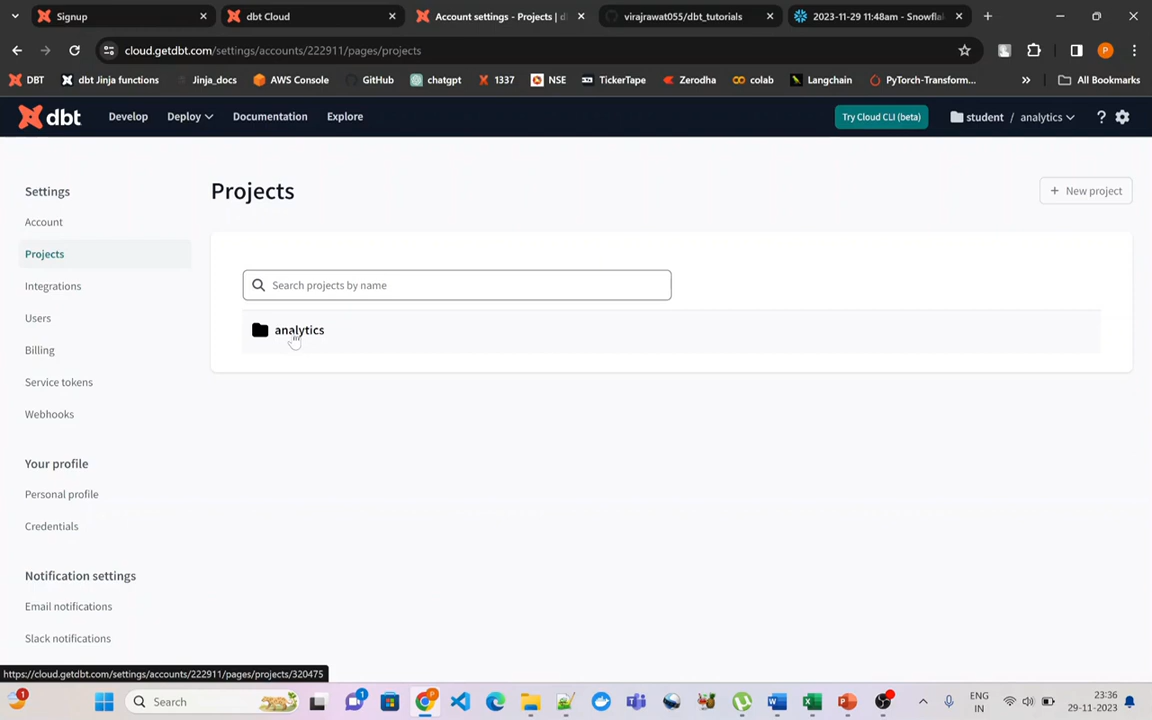 Signup
dbt Cloud
Account settings - Projects | d
virajrawat055/dbt_tutorials
2023-11-29 11:48am - Snowfla
cloud.getdbt.com/settings/accounts/222911/pages/projects
P
DBT
dbt Jinja functions
Jinja_docs
AWS Console
GitHub
chatgpt
1337
NSE
TickerTape
Zerodha
colab
Langchain
PyTorch-Transform...
»
All Bookmarks
dbt
Develop
Deploy
Documentation
Explore
Try Cloud CLI (beta)
student / analytics
?
Settings
Account
Projects
Integrations
Users
Billing
Service tokens
Webhooks
Your profile
Personal profile
Credentials
Notification settings
Email notifications
Slack notifications
Projects
+ New project
Search projects by name
analytics
https://cloud.getdbt.com/settings/accounts/222911/pages/projects/320475
1
Search
1
P
ENG
IN
23:36
29-11-2023